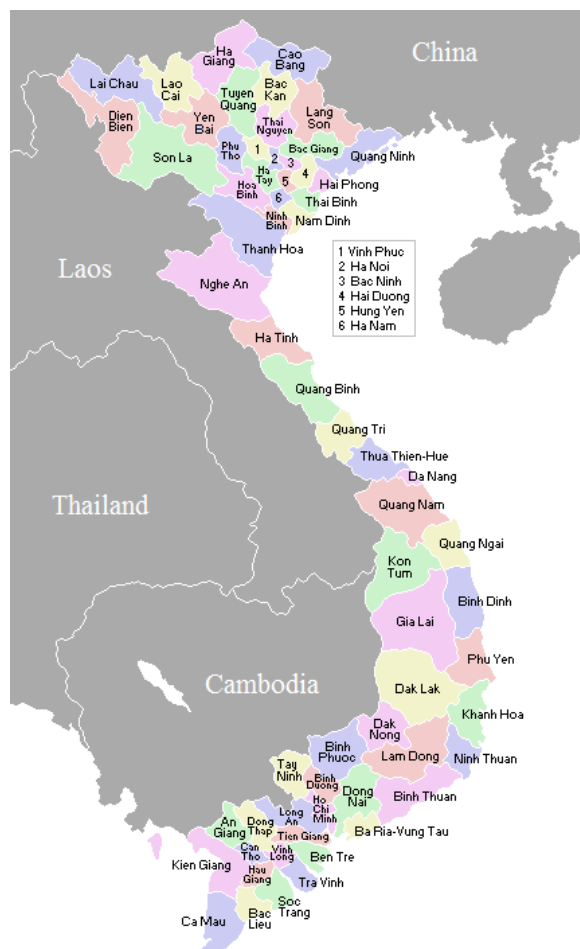 China
Ha
Giang
Cao
Bang
Lai Chau
Lao
Cai
Bac
Kan
Tuyen
Quang
Dien
Bien
Yen
Bai
Thai
Nguyen
Lang
Son
Son La
Phu
Tho
1
Bac Giang
Quang Ninh
2
3
4
Ha
Tay
5
Hai Phong
Hoa
Binh
6
Thai Binh
Ninh
Binh
Nam Dinh
Thanh Hoa
1 Vinh Phuc
2 Ha Noi
3 Bac Ninh
4 Hai Duong
5 Hung Yen
6 Ha Nam
Laos
Nghe An
Ha Tinh
Quang Binh
Quang Tri
Thua Thien-Hue
Da Nang
Thailand
Quang Nam
Quang Ngai
Kon
Tum
Binh Dinh
Gia Lai
Phu Yen
Cambodia
Dak Lak
Khanh Hoa
Dak
Nong
Binh
Phuoc
Lam Dong
Ninh Thuan
Tay
Ninh
Binh
Duong
Dong
Nai
Binh Thuan
Ho
Chi
Minh
Long
An
An
Giang
Dong
Thap
Tien Giang
Ba Ria-Vung Tau
Can
Tho
Vinh
Long
Ben Tre
Kien Giang
Hau
Giang
Tra Vinh
Soc
Trang
Ca Mau
Bac
Lieu